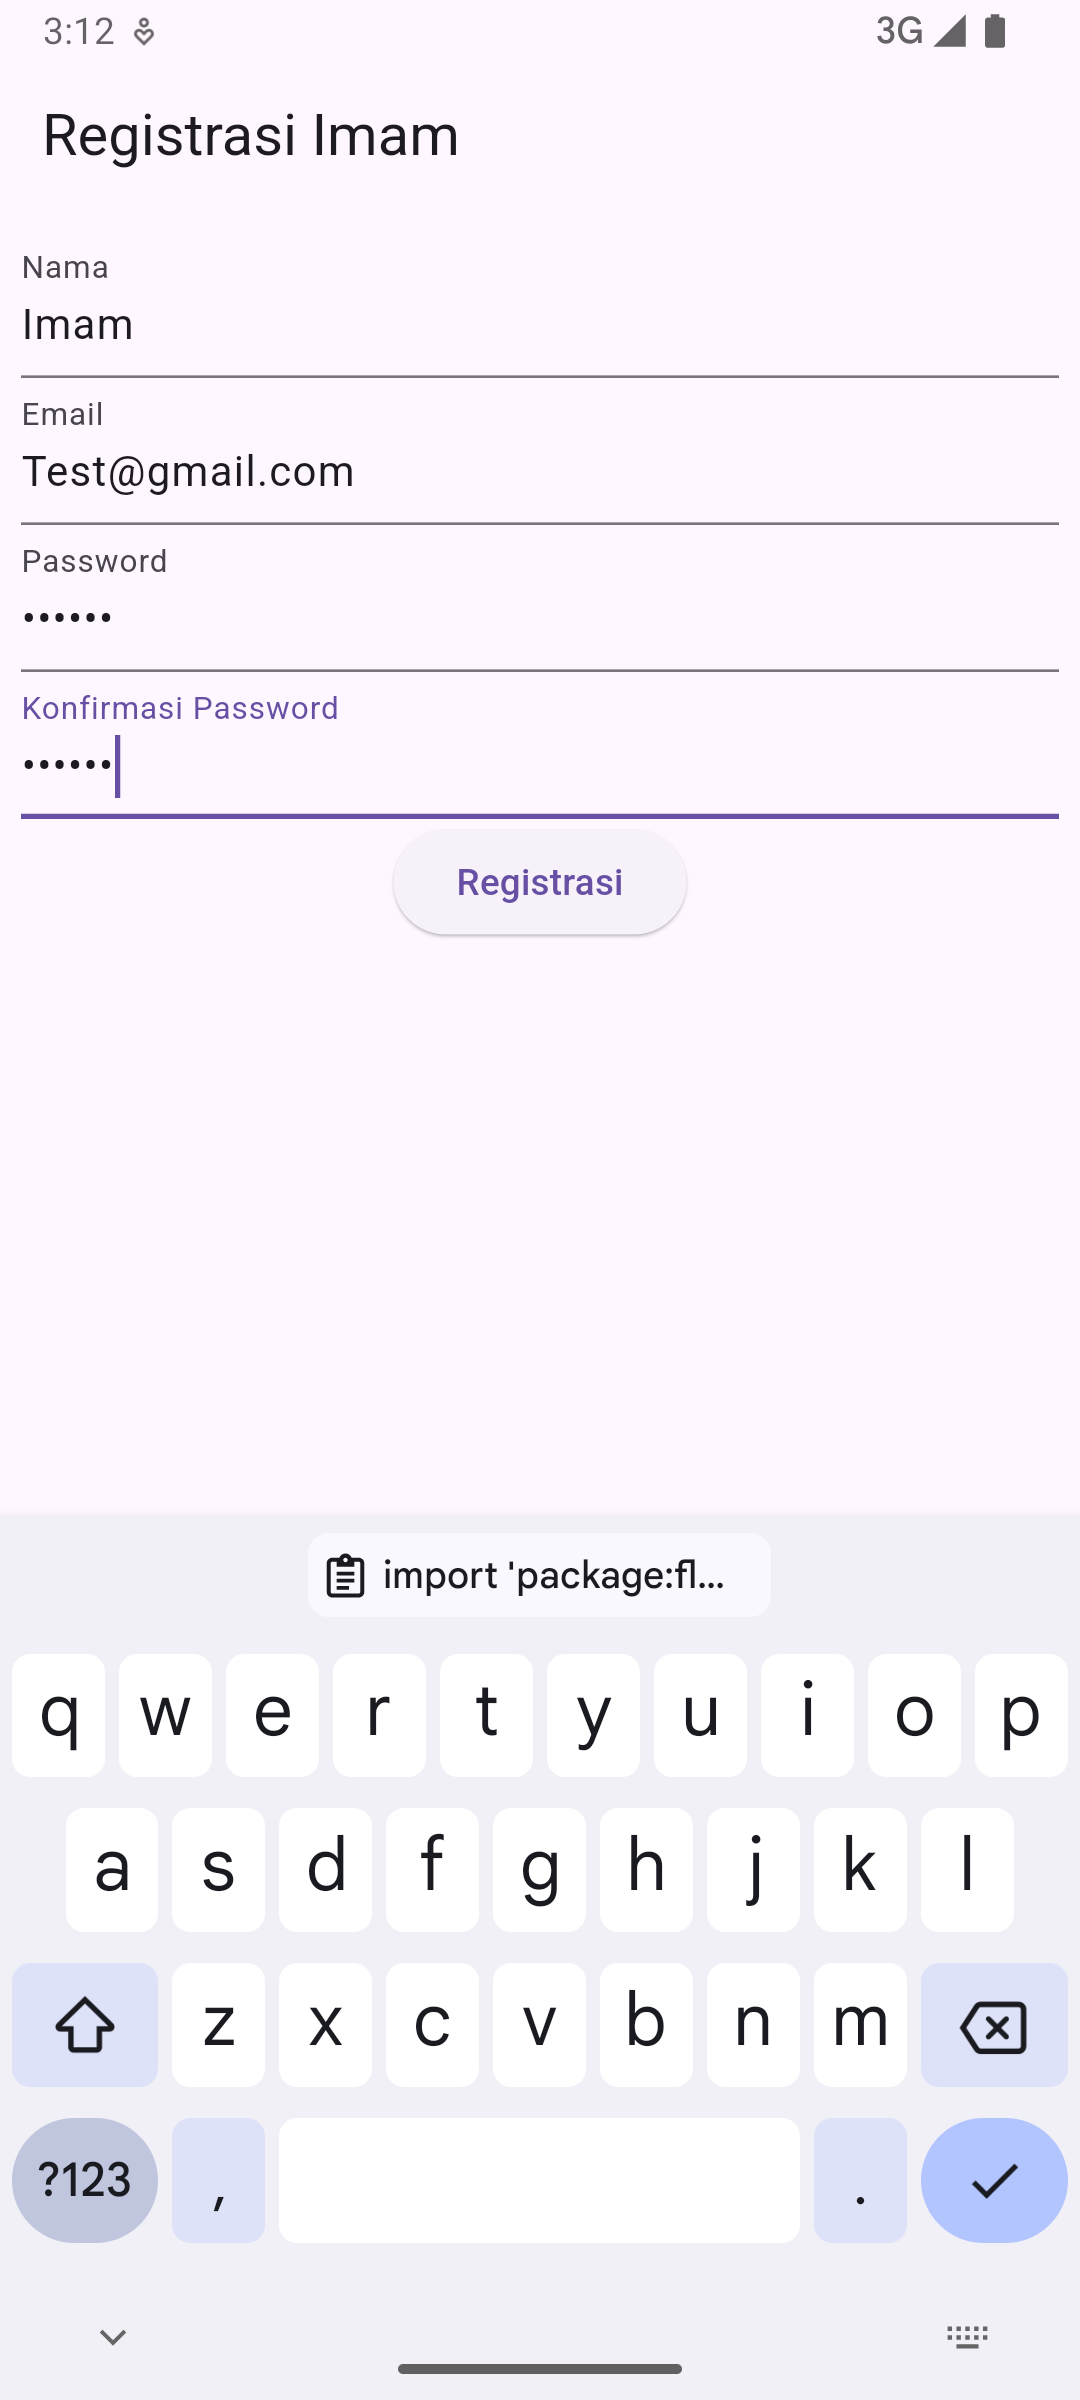 3:12 3G
Registrasi Imam
Nama
Imam
Email
Test@gmail.com
Password
••••••
Konfirmasi Password
••••••
Registrasi
import 'package:fl...
q w e r t y u i o p
a s d f g h j k l
z x c v b n m
?123 , .